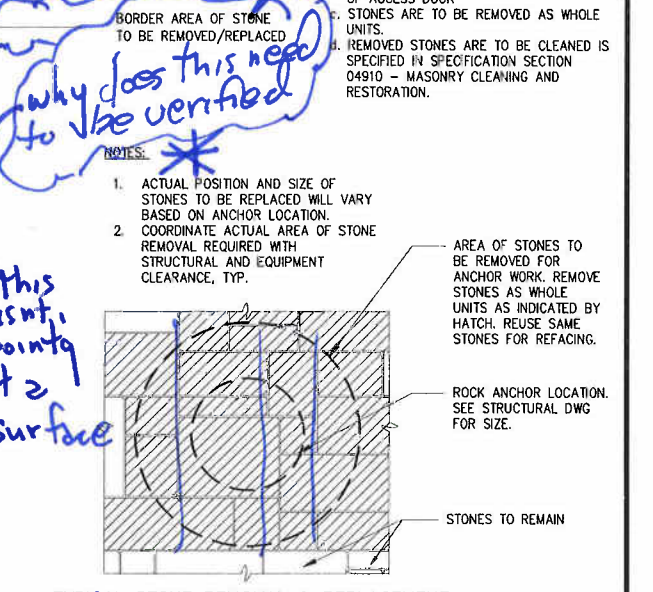 OF ACCESS DOOR
BORDER AREA OF STONE
TO BE REMOVED/REPLACED
c. STONES ARE TO BE REMOVED AS WHOLE
UNITS.
d. REMOVED STONES ARE TO BE CLEANED IS
SPECIFIED IN SPECIFICATION SECTION
04910 – MASONRY CLEANING AND
RESTORATION.
why does this need
to be verified
NOTES:
1. ACTUAL POSITION AND SIZE OF
STONES TO BE REPLACED WILL VARY
BASED ON ANCHOR LOCATION.
2. COORDINATE ACTUAL AREA OF STONE
REMOVAL REQUIRED WITH
STRUCTURAL AND EQUIPMENT
CLEARANCE, TYP.
AREA OF STONES TO
BE REMOVED FOR
ANCHOR WORK. REMOVE
STONES AS WHOLE
UNITS AS INDICATED BY
HATCH. REUSE SAME
STONES FOR REFACING.
this
2
surface
ROCK ANCHOR LOCATION.
SEE STRUCTURAL DWG
FOR SIZE.
STONES TO REMAIN